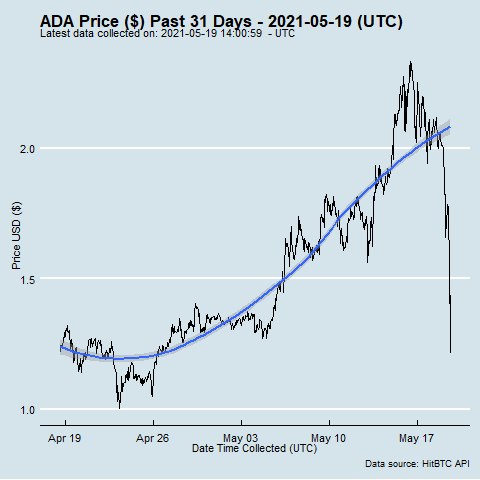 ADA Price ($) Past 31 Days - 2021-05-19 (UTC)
Latest data collected on: 2021-05-19 14:00:59 - UTC
Price USD ($)
2.0
1.5
1.0
Apr 19 Apr 26 May 03 May 10 May 17
Date Time Collected (UTC)
Data source: HitBTC API